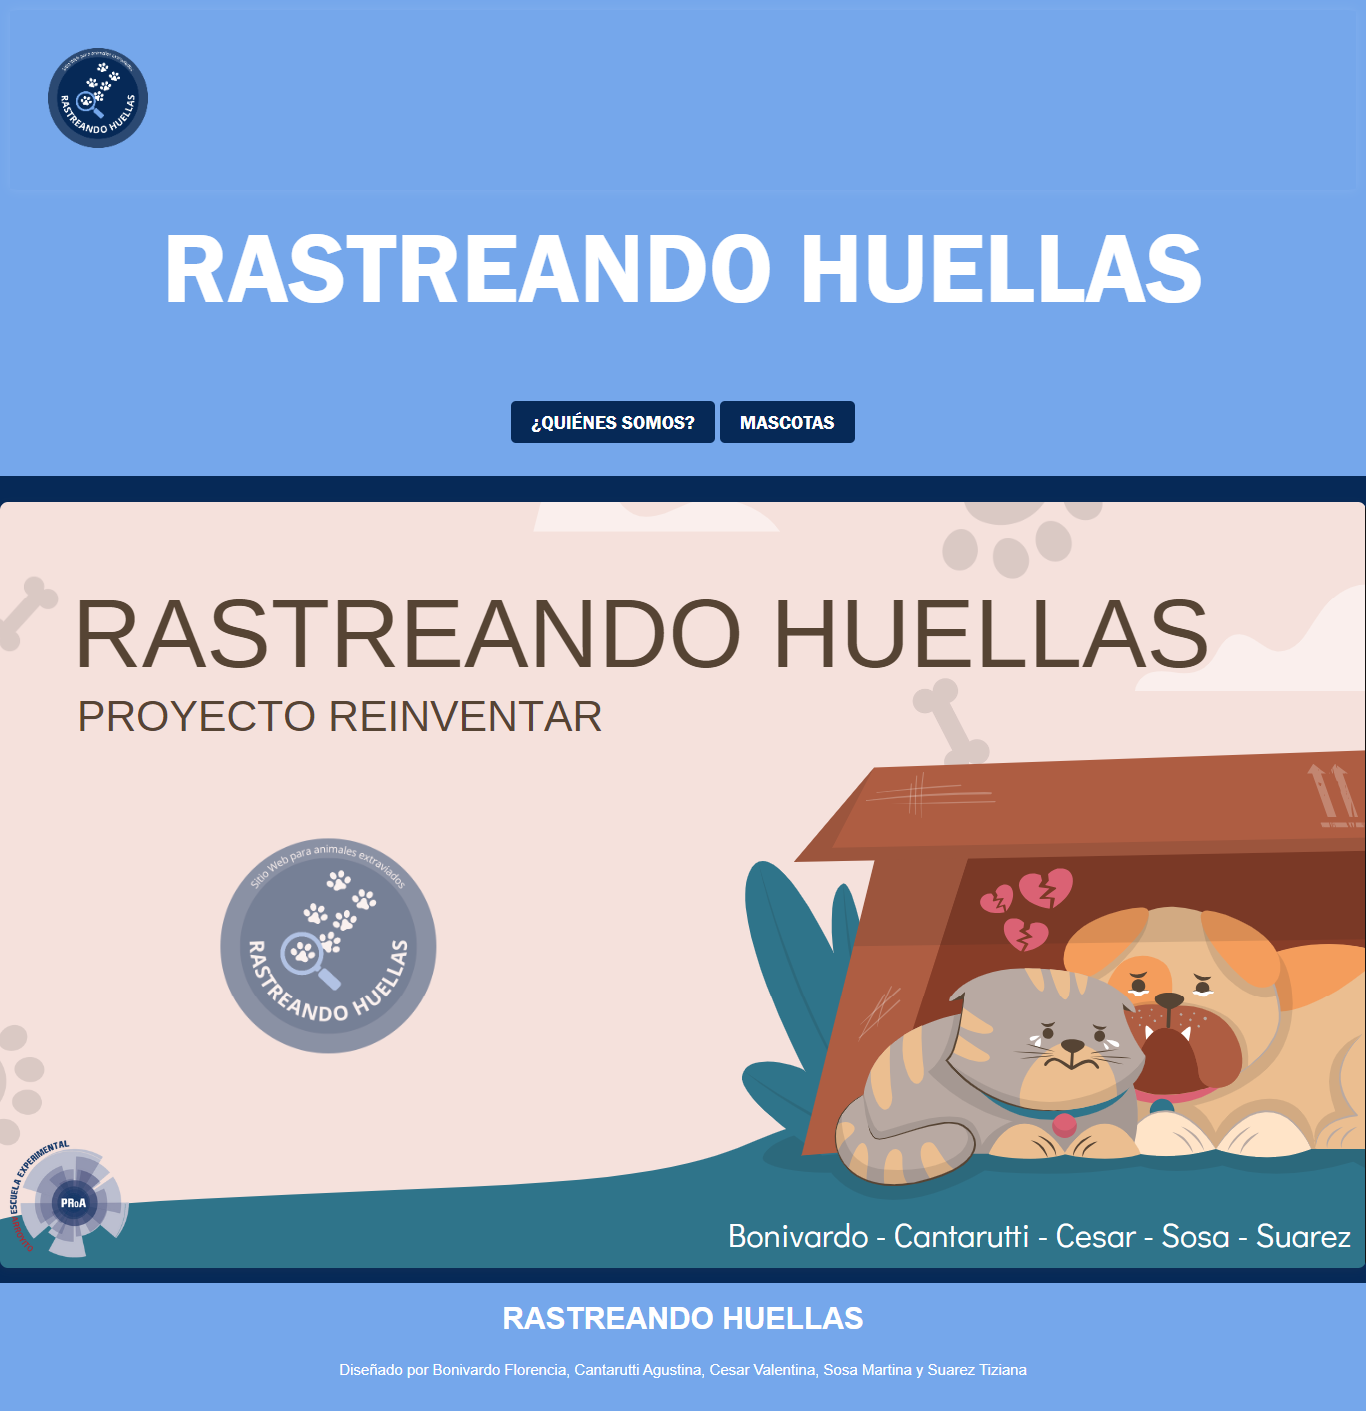 Sitio Web para animales extraviados
RASTREANDO HUELLAS
RASTREANDO HUELLAS
¿QUIÉNES SOMOS?
MASCOTAS
RASTREANDO HUELLAS
PROYECTO REINVENTAR
Sitio Web para animales extraviados
RASTREANDO HUELLAS
ESCUELA EXPERIMENTAL
PRoA
Bonivardo - Cantarutti - Cesar - Sosa - Suarez
RASTREANDO HUELLAS
Diseñado por Bonivardo Florencia, Cantarutti Agustina, Cesar Valentina, Sosa Martina y Suarez Tiziana